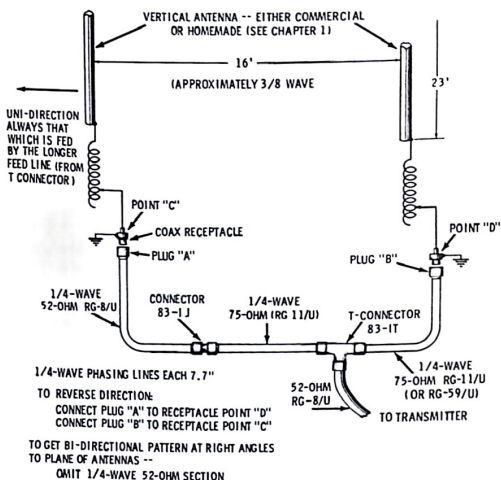 VERTICAL ANTENNA -- EITHER COMMERCIAL
OR HOMEMADE (SEE CHAPTER 1)
16'
(APPROXIMATELY 3/8 WAVE
23'
UNI-DIRECTION
ALWAYS THAT
WHICH IS FED
BY THE LONGER
FEED LINE (FROM
T CONNECTOR)
POINT "C"
COAX RECEPTACLE
PLUG "A"
POINT "D"
PLUG "B"
1/4-WAVE
52-OHM RG-8/U
CONNECTOR
83-1J
1/4-WAVE
75-OHM (RG 11/U)
T-CONNECTOR
83-1T
1/4-WAVE
75-OHM RG-11/U
(OR RG-59/U)
52-OHM
RG-8/U
TO TRANSMITTER
1/4-WAVE PHASING LINES EACH 7.7"
TO REVERSE DIRECTION:
CONNECT PLUG "A" TO RECEPTACLE POINT "D"
CONNECT PLUG "B" TO RECEPTACLE POINT "C"
TO GET BI-DIRECTIONAL PATTERN AT RIGHT ANGLES
TO PLANE OF ANTENNAS --
OMIT 1/4-WAVE 52-OHM SECTION